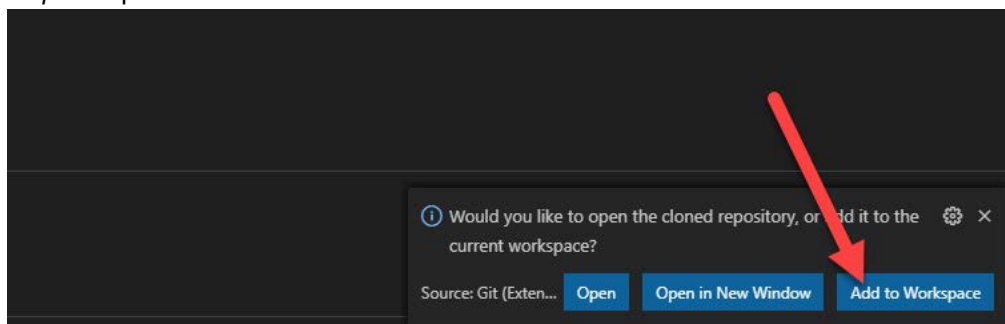 Would you like to open the cloned repository, or add it to the
current workspace?
Source: Git (Exten... Open Open in New Window Add to Workspace